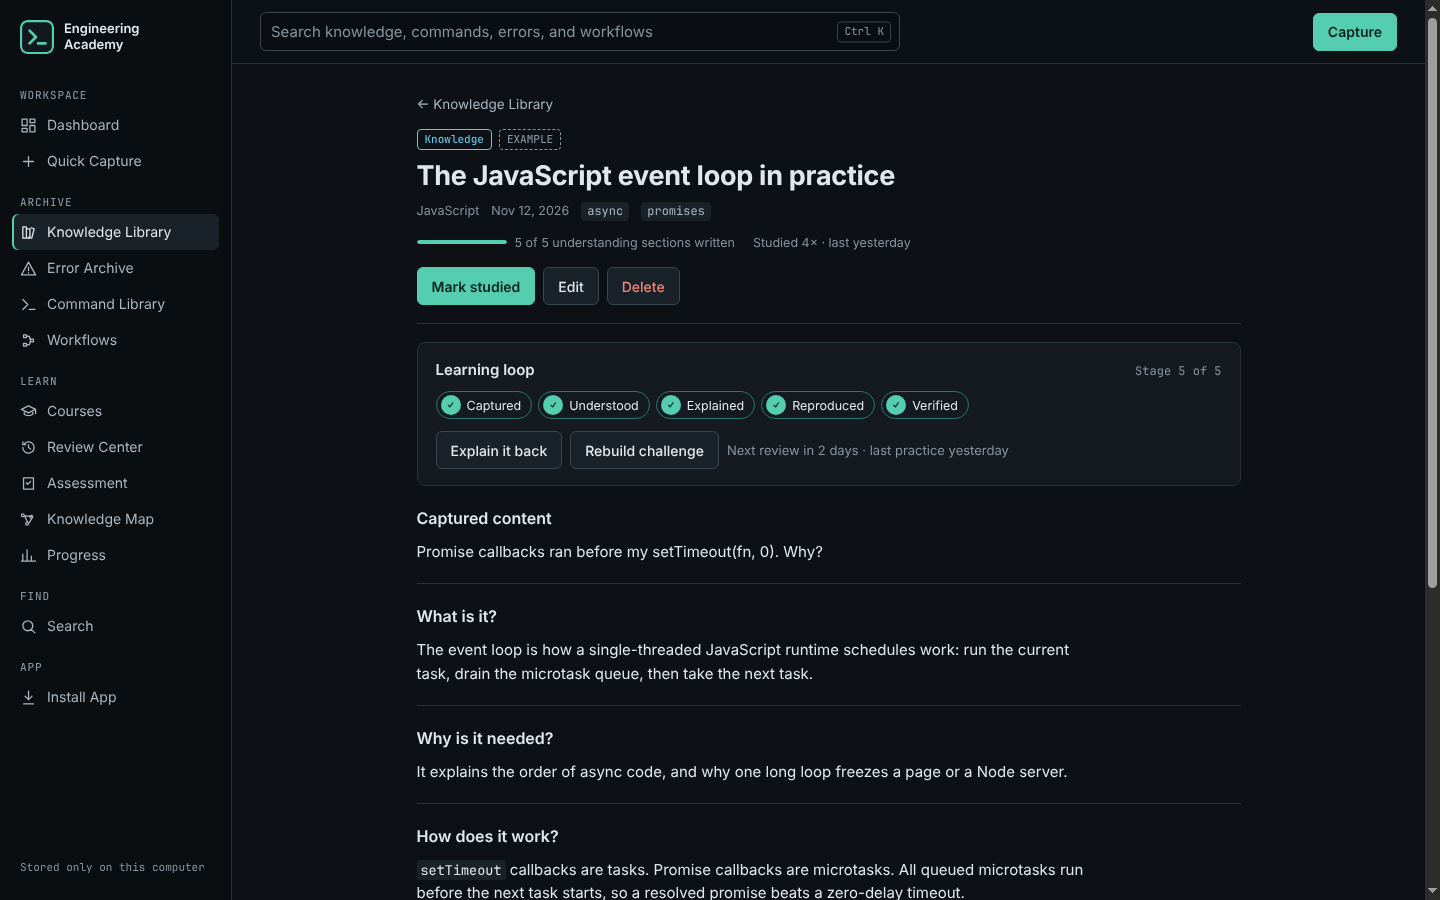 Engineering
Academy
WORKSPACE
Dashboard
Quick Capture
ARCHIVE
Knowledge Library
Error Archive
Command Library
Workflows
LEARN
Courses
Review Center
Assessment
Knowledge Map
Progress
FIND
Search
APP
Install App
Stored only on this computer
Search knowledge, commands, errors, and workflows Ctrl K
Capture
← Knowledge Library
Knowledge EXAMPLE
The JavaScript event loop in practice
JavaScript Nov 12, 2026 async promises
5 of 5 understanding sections written Studied 4× · last yesterday
Mark studied Edit Delete
Learning loop Stage 5 of 5
Captured Understood Explained Reproduced Verified
Explain it back Rebuild challenge Next review in 2 days · last practice yesterday
Captured content
Promise callbacks ran before my setTimeout(fn, 0). Why?
What is it?
The event loop is how a single-threaded JavaScript runtime schedules work: run the current
task, drain the microtask queue, then take the next task.
Why is it needed?
It explains the order of async code, and why one long loop freezes a page or a Node server.
How does it work?
setTimeout callbacks are tasks. Promise callbacks are microtasks. All queued microtasks run
before the next task starts, so a resolved promise beats a zero-delay timeout.